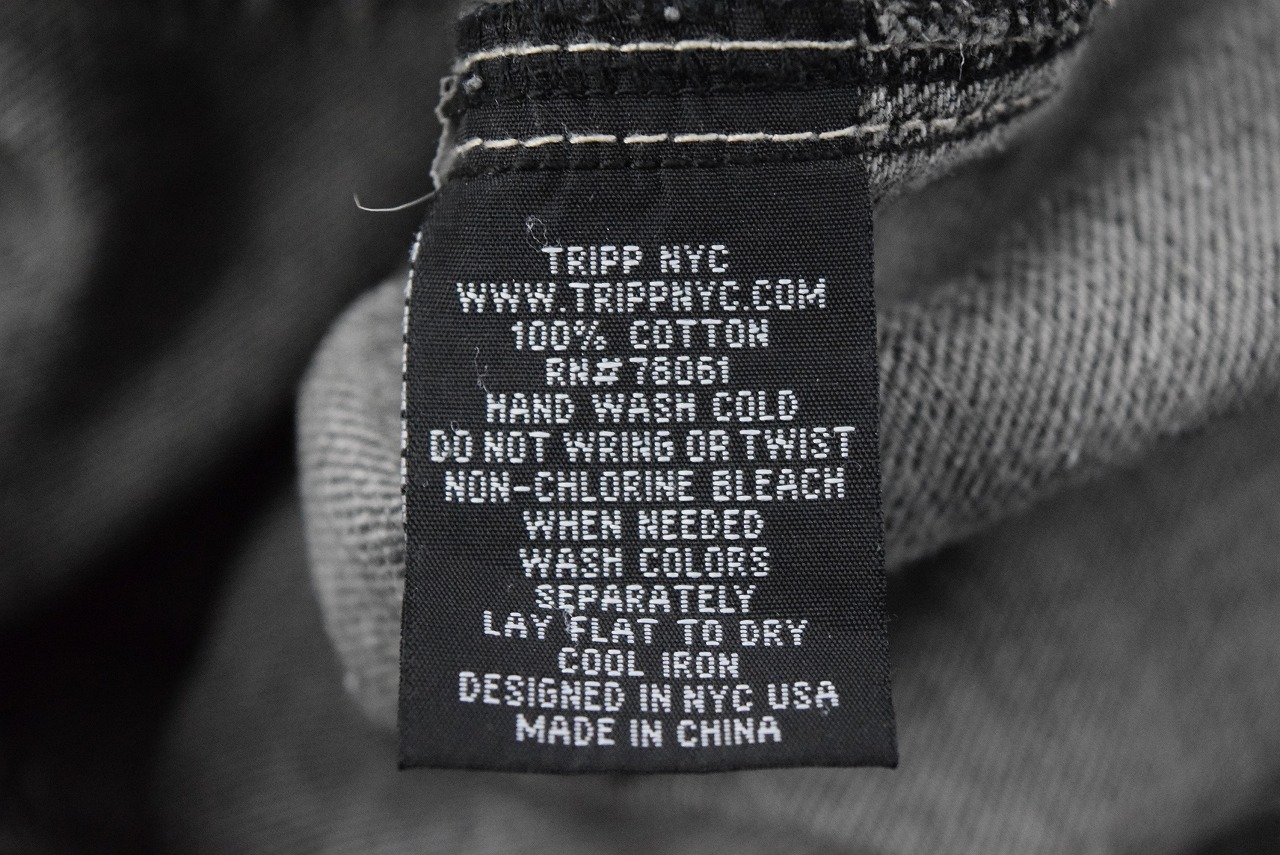 TRIPP NYC
WWW.TRIPPNYC.COM
100% COTTON
RN# 78061
HAND WASH COLD
DO NOT WRING OR TWIST
NON-CHLORINE BLEACH
WHEN NEEDED
WASH COLORS
SEPARATELY
LAY FLAT TO DRY
COOL IRON
DESIGNED IN NYC USA
MADE IN CHINA